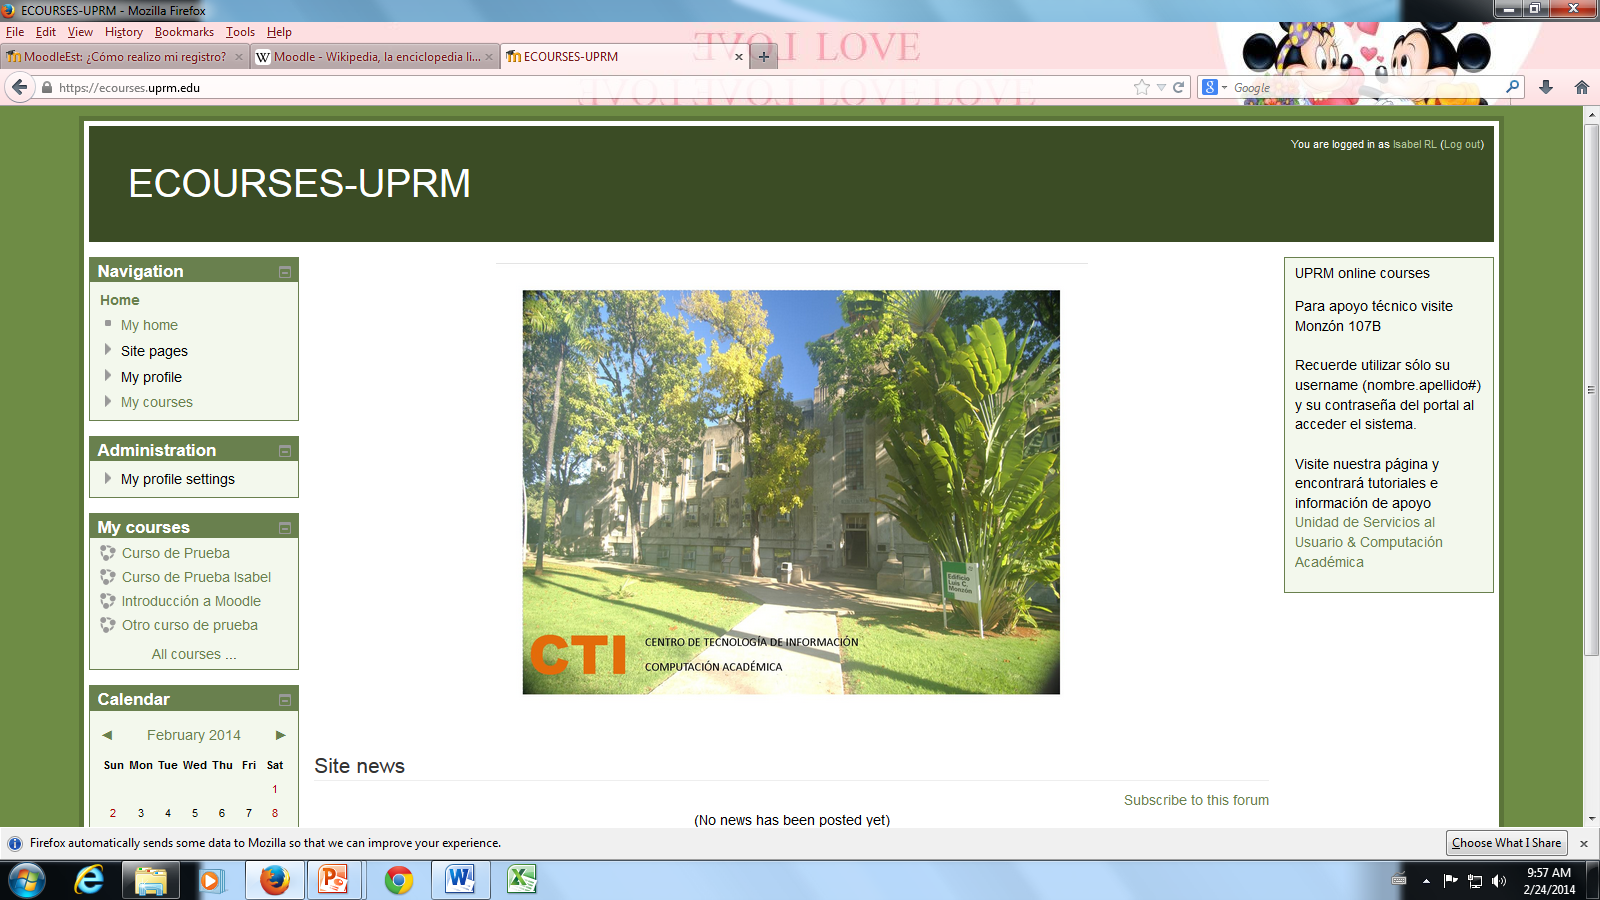 ECOURSES-UPRM - Mozilla Firefox
File Edit View History Bookmarks Tools Help
I LOVE
MoodleEst: ¿Cómo realizo mi registro?
Moodle - Wikipedia, la enciclopedia li...
ECOURSES-UPRM
https://ecourses.uprm.edu
Google
You are logged in as Isabel RL (Log out)
ECOURSES-UPRM
Navigation
Home
My home
Site pages
My profile
My courses
Administration
My profile settings
My courses
Curso de Prueba
Curso de Prueba Isabel
Introducción a Moodle
Otro curso de prueba
All courses ...
Calendar
◄ February 2014 ►
Sun Mon Tue Wed Thu Fri Sat
1
2 3 4 5 6 7 8
Edificio
Luis C.
Monzón
CTI
CENTRO DE TECNOLOGÍA DE INFORMACIÓN
COMPUTACIÓN ACADÉMICA
Site news
Subscribe to this forum
(No news has been posted yet)
UPRM online courses
Para apoyo técnico visite
Monzón 107B
Recuerde utilizar sólo su
username (nombre.apellido#)
y su contraseña del portal al
acceder el sistema.
Visite nuestra página y
encontrará tutoriales e
información de apoyo
Unidad de Servicios al
Usuario & Computación
Académica
Firefox automatically sends some data to Mozilla so that we can improve your experience.
Choose What I Share
9:57 AM
2/24/2014